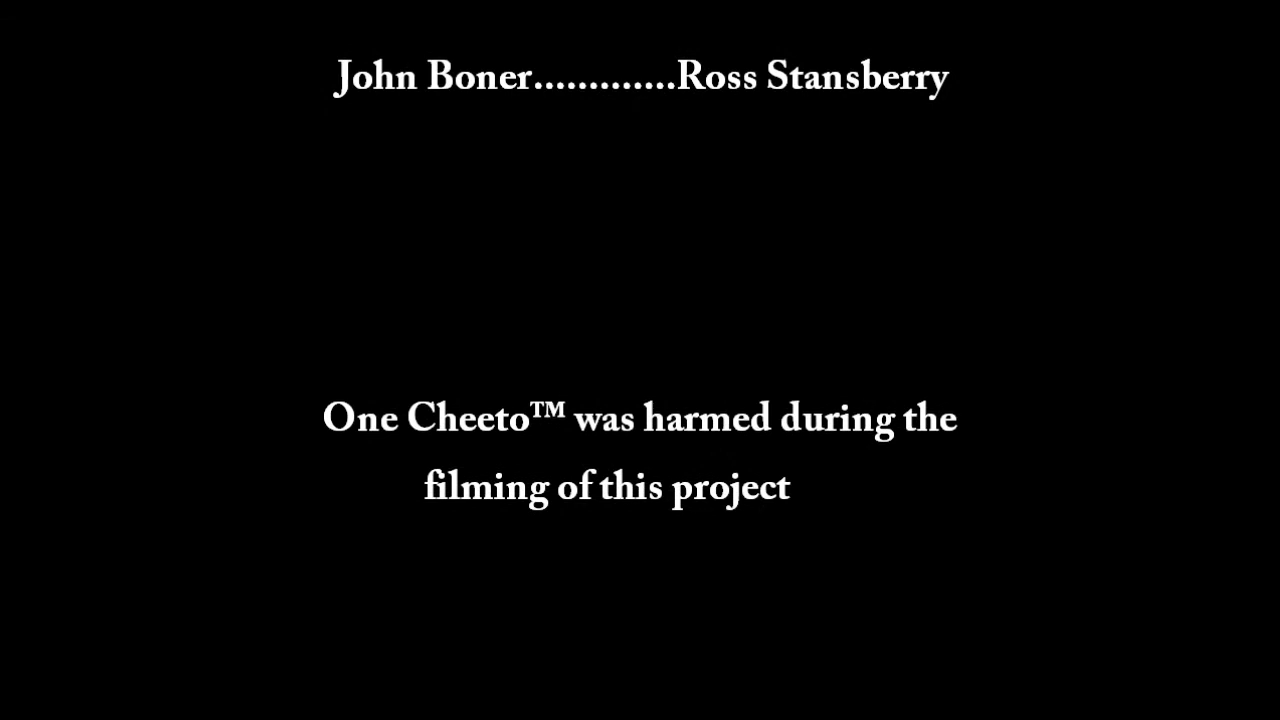 John Boner.............Ross Stansberry
One Cheeto™ was harmed during the
filming of this project